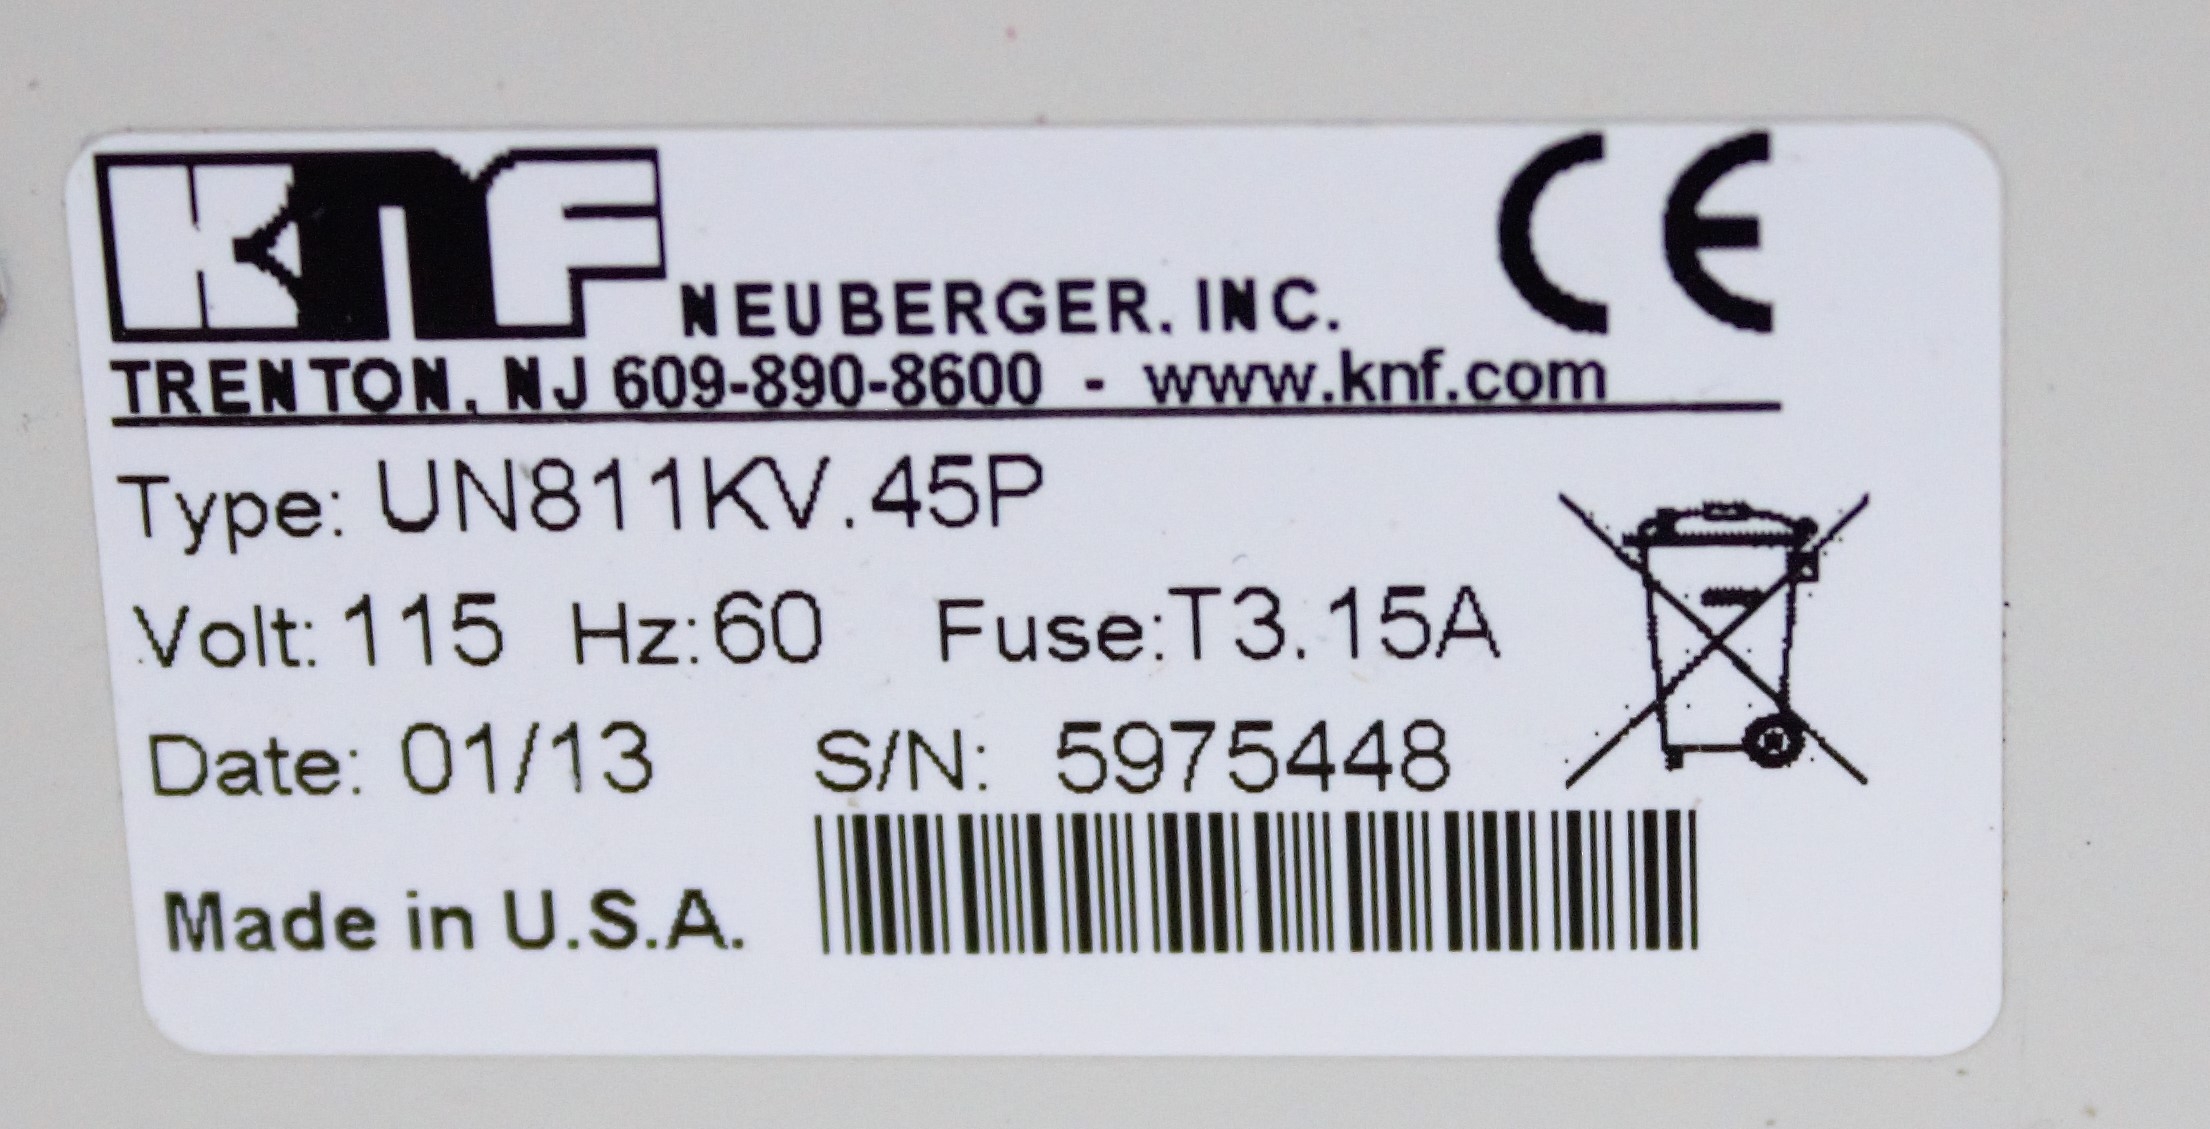 KNF NEUBERGER, INC. CE
TRENTON, NJ 609-890-8600 - www.knf.com
Type: UN811KV.45P
Volt: 115 Hz:60 Fuse:T3.15A
Date: 01/13 S/N: 5975448
Made in U.S.A.